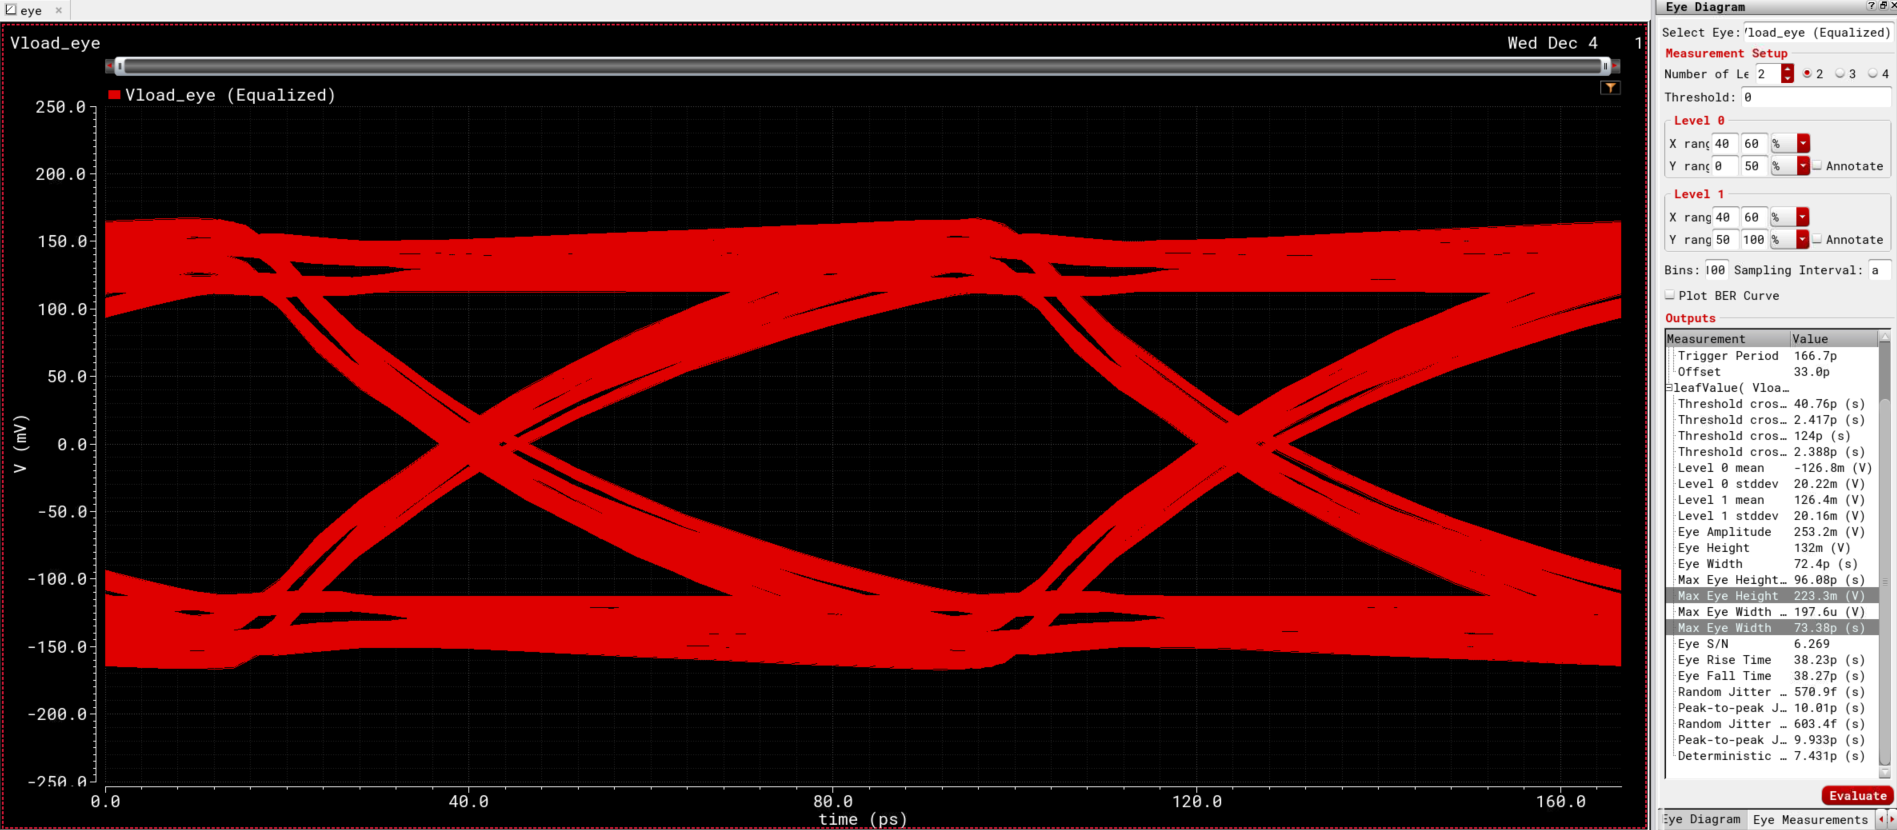 eye
Vload_eye
Wed Dec 4 1
Vload_eye (Equalized)
250.0
200.0
150.0
100.0
50.0
0.0
-50.0
-100.0
-150.0
-200.0
-250.0
V (mV)
0.0 40.0 80.0 120.0 160.0
time (ps)
Eye Diagram
Select Eye: Vload_eye (Equalized)
Measurement Setup
Number of Le 2 2 3 4
Threshold: 0
Level 0
X rang 40 60 %
Y rang 0 50 % Annotate
Level 1
X rang 40 60 %
Y rang 50 100 % Annotate
Bins: 100 Sampling Interval: a
Plot BER Curve
Outputs
Measurement Value
Trigger Period 166.7p
Offset 33.0p
leafValue( Vloa…
Threshold cros… 40.76p (s)
Threshold cros… 2.417p (s)
Threshold cros… 124p (s)
Threshold cros… 2.388p (s)
Level 0 mean -126.8m (V)
Level 0 stddev 20.22m (V)
Level 1 mean 126.4m (V)
Level 1 stddev 20.16m (V)
Eye Amplitude 253.2m (V)
Eye Height 132m (V)
Eye Width 72.4p (s)
Max Eye Height… 96.08p (s)
Max Eye Height 223.3m (V)
Max Eye Width … 197.6u (V)
Max Eye Width 73.38p (s)
Eye S/N 6.269
Eye Rise Time 38.23p (s)
Eye Fall Time 38.27p (s)
Random Jitter … 570.9f (s)
Peak-to-peak J… 10.01p (s)
Random Jitter … 603.4f (s)
Peak-to-peak J… 9.933p (s)
Deterministic … 7.431p (s)
Evaluate
Eye Diagram Eye Measurements